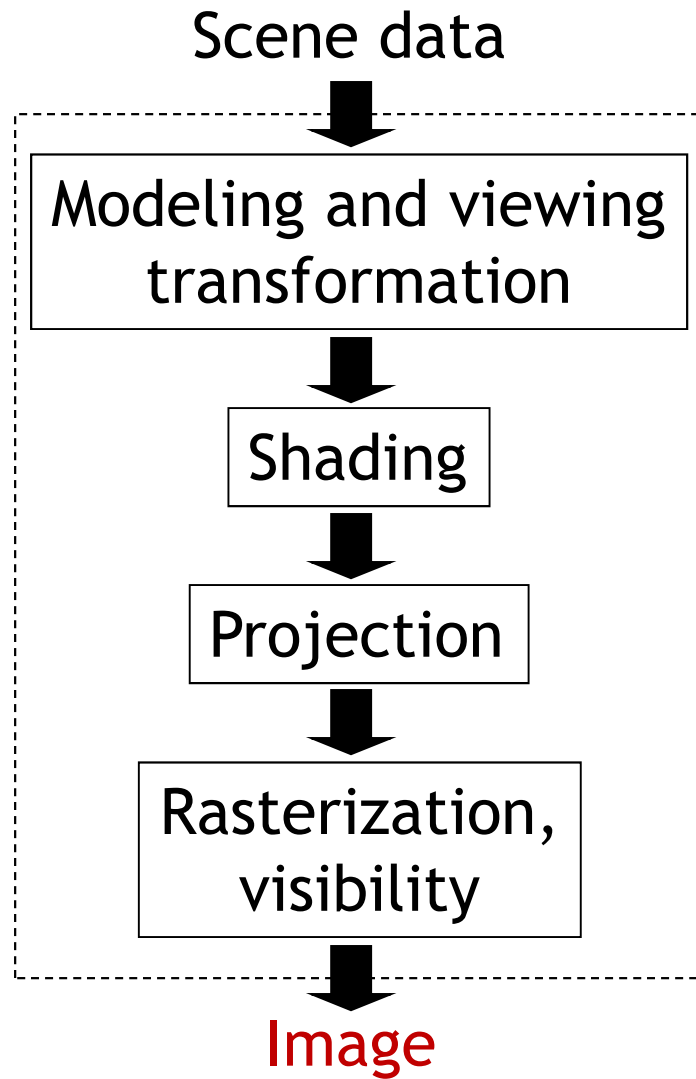 Scene data
Modeling and viewing
transformation
Shading
Projection
Rasterization,
visibility
Image